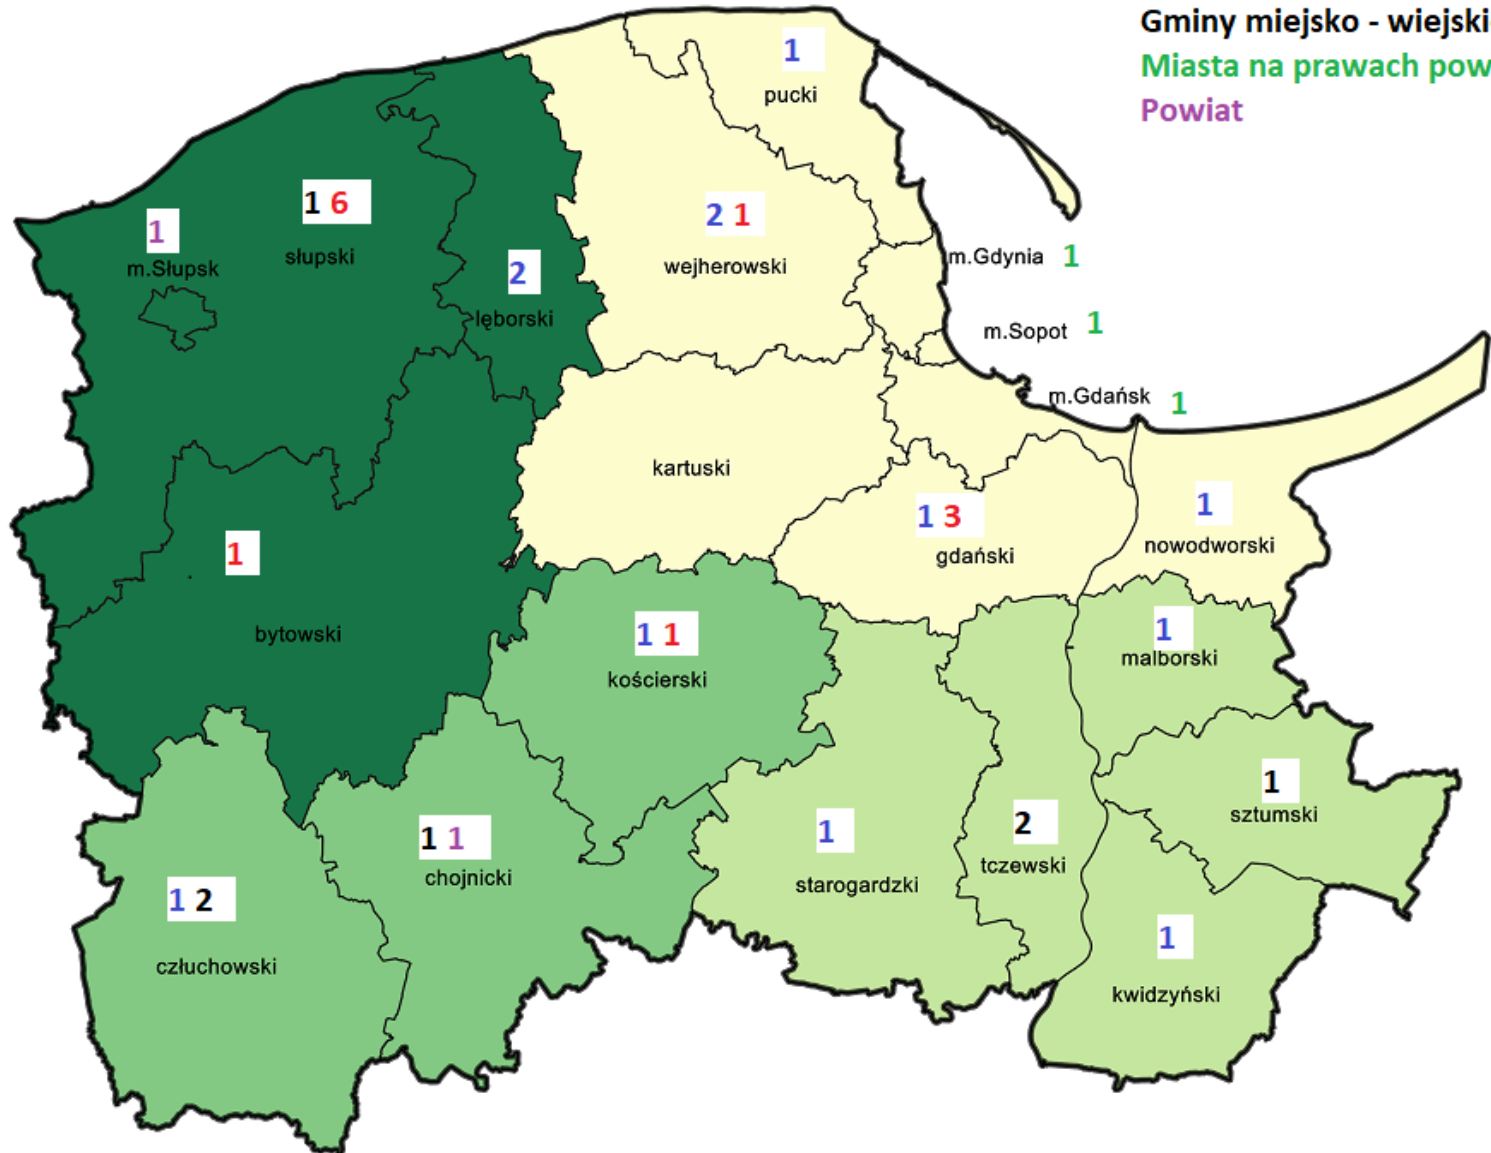 Gminy miejsko - wiejski
Miasta na prawach pow
Powiat
1
pucki
1 6
słupski
1
m.Słupsk
2 1
wejherowski
2
lęborski
m.Gdynia 1
m.Sopot 1
m.Gdańsk 1
kartuski
1 3
gdański
1
nowodworski
1
bytowski
1 1
kościerski
1
malborski
1
sztumski
1 1
chojnicki
1
starogardzki
2
tczewski
1 2
człuchowski
1
kwidzyński